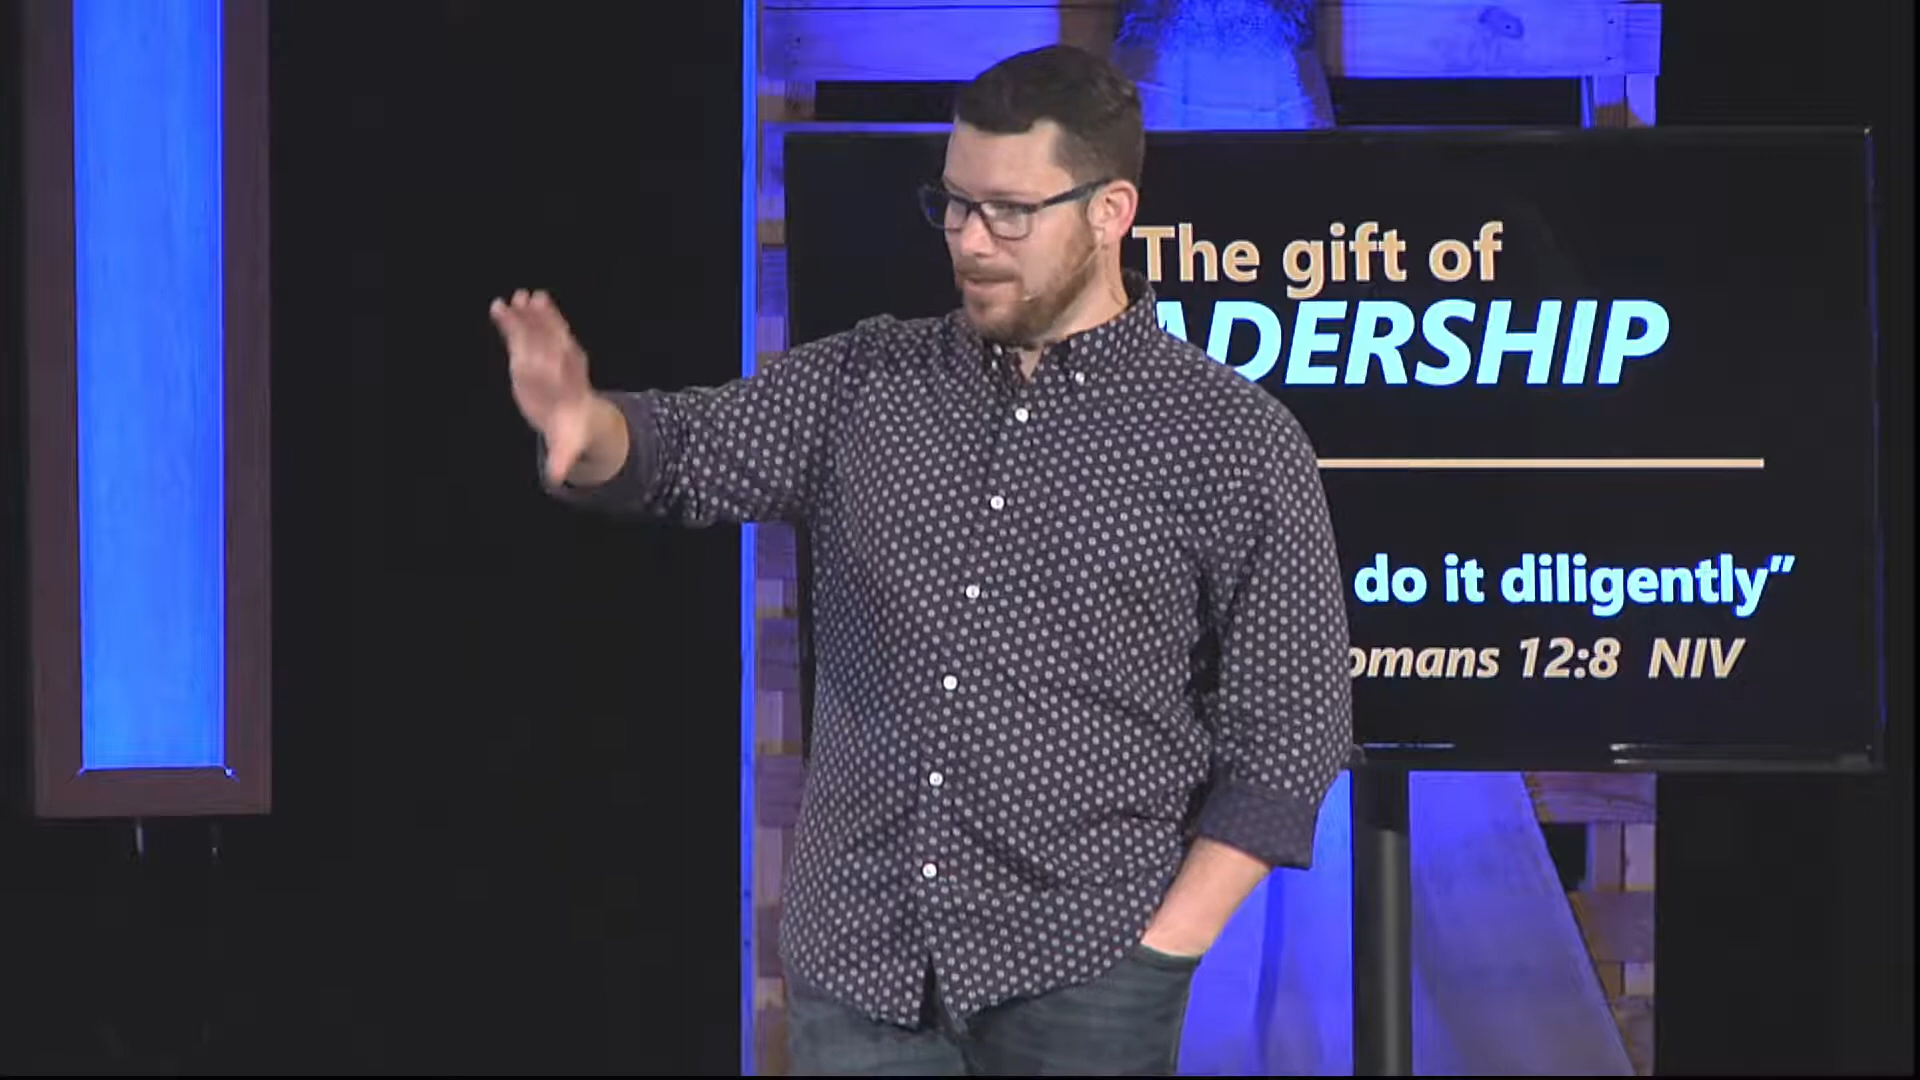 The gift of
ADERSHIP
do it diligently”
omans 12:8 NIV